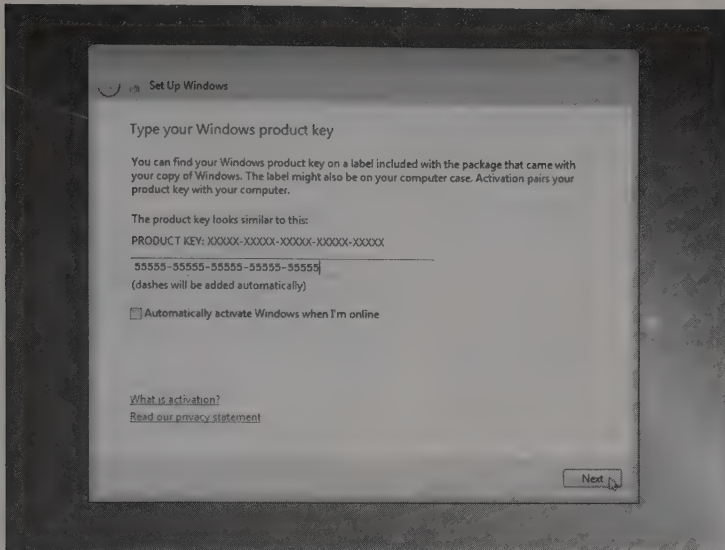 Set Up Windows
Type your Windows product key
You can find your Windows product key on a label included with the package that came with
your copy of Windows. The label might also be on your computer case. Activation pairs your
product key with your computer.
The product key looks similar to this:
PRODUCT KEY: XXXXX-XXXXX-XXXXX-XXXXX-XXXXX
55555-55555-55555-55555-55555
(dashes will be added automatically)
Automatically activate Windows when I'm online
What is activation?
Read our privacy statement
Next